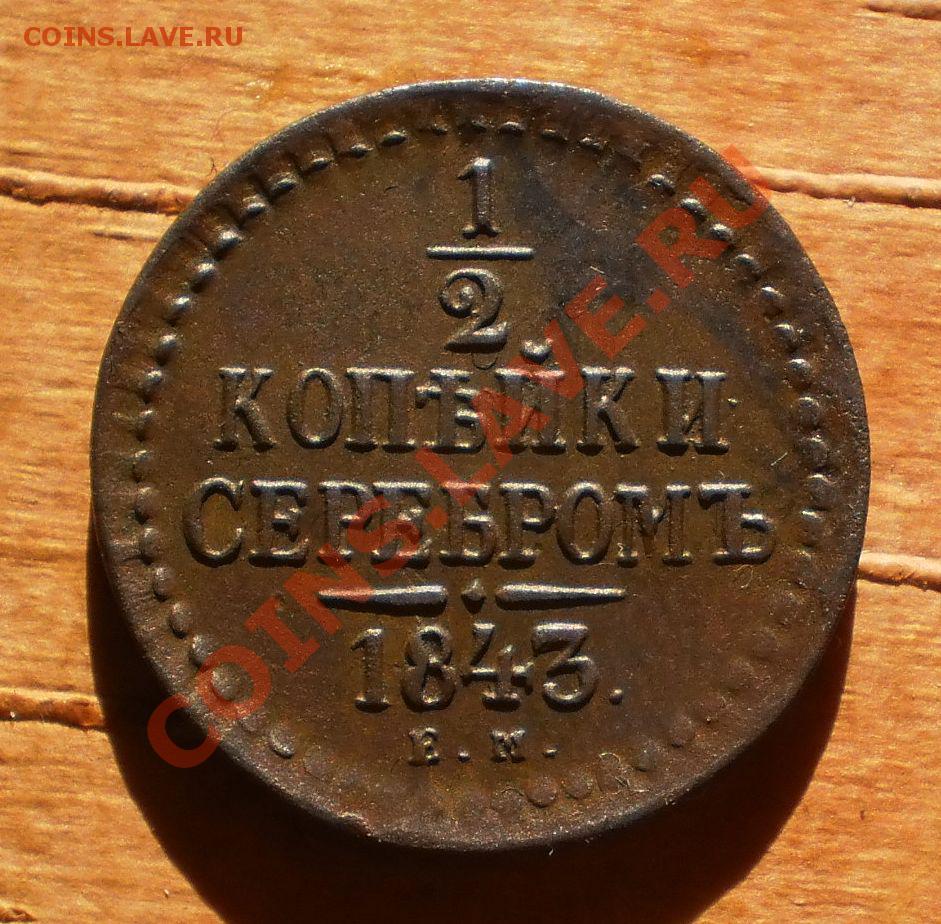 COINS.LAVE.RU
1
2.
КОПѢЙКИ
СЕРЕБРОМЪ
1843.
Е.М.
COINS.LAVE.RU